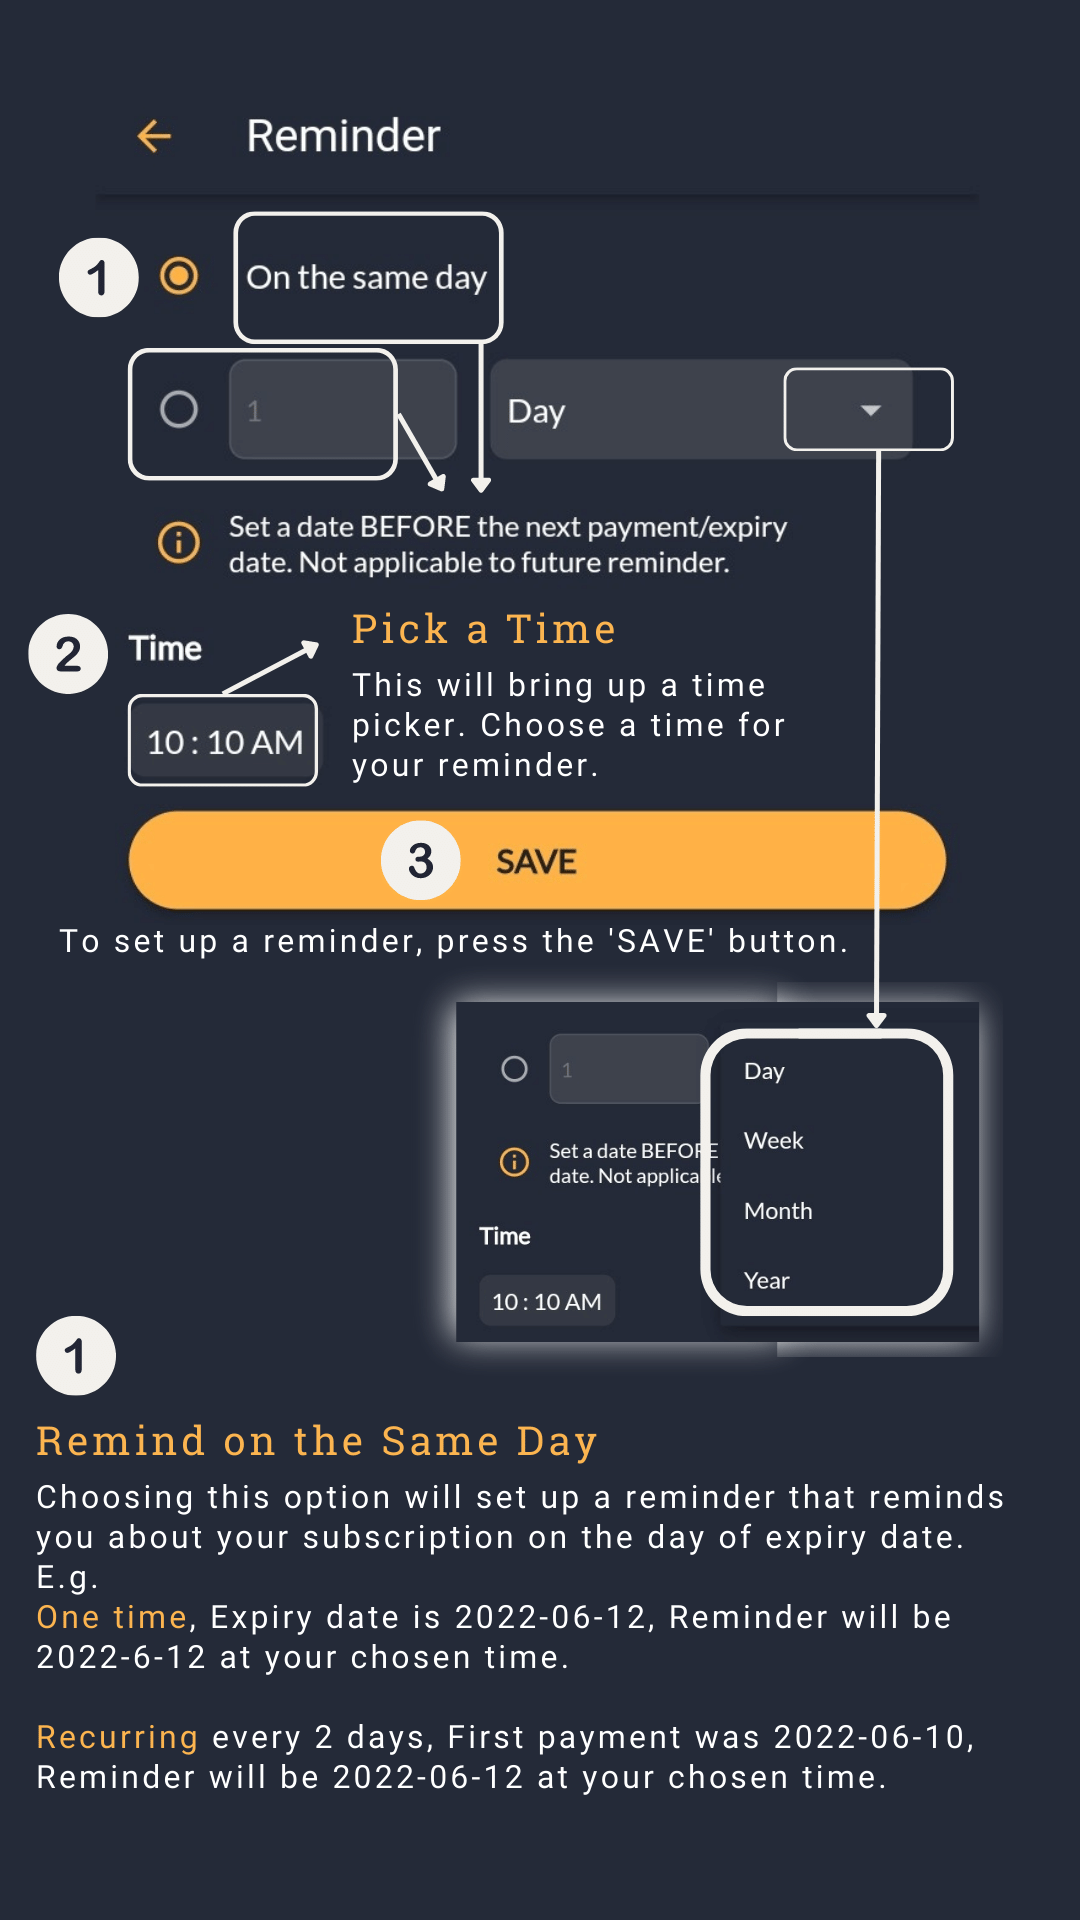 Reminder
1
On the same day
1
Day
Set a date BEFORE the next payment/expiry
date. Not applicable to future reminder.
2
Time
10 : 10 AM
Pick a Time
This will bring up a time
picker. Choose a time for
your reminder.
3
SAVE
To set up a reminder, press the 'SAVE' button.
1
Set a date BEFORE
date. Not applicable
Time
10 : 10 AM
Day
Week
Month
Year
1
Remind on the Same Day
Choosing this option will set up a reminder that reminds
you about your subscription on the day of expiry date.
E.g.
One time, Expiry date is 2022-06-12, Reminder will be
2022-6-12 at your chosen time.
Recurring every 2 days, First payment was 2022-06-10,
Reminder will be 2022-06-12 at your chosen time.